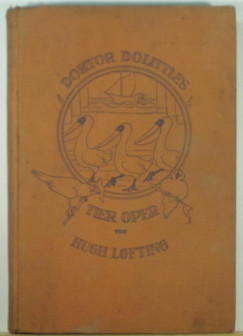 DOKTOR DOLITTLES
TIER OPER
VON
HUGH LOFTING